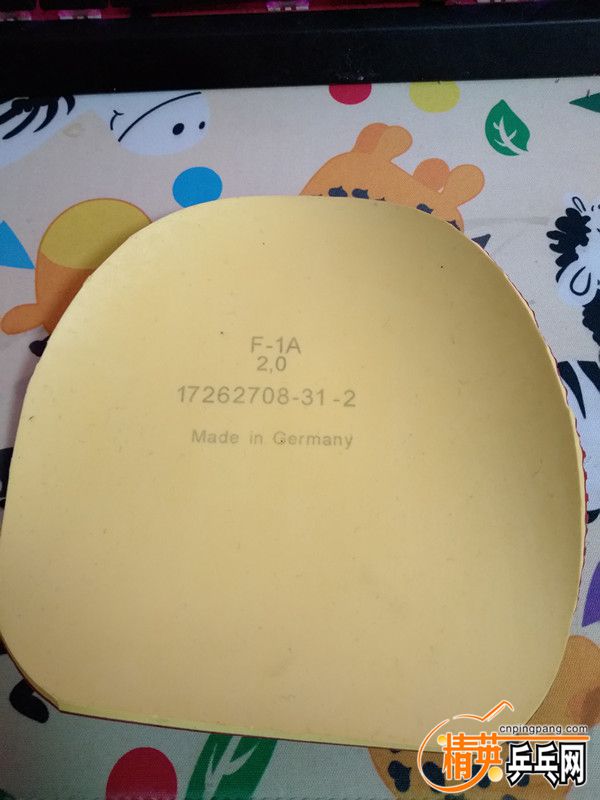 F-1A
2,0
17262708-31-2
Made in Germany
cnpingpang.com
精英乒乓网